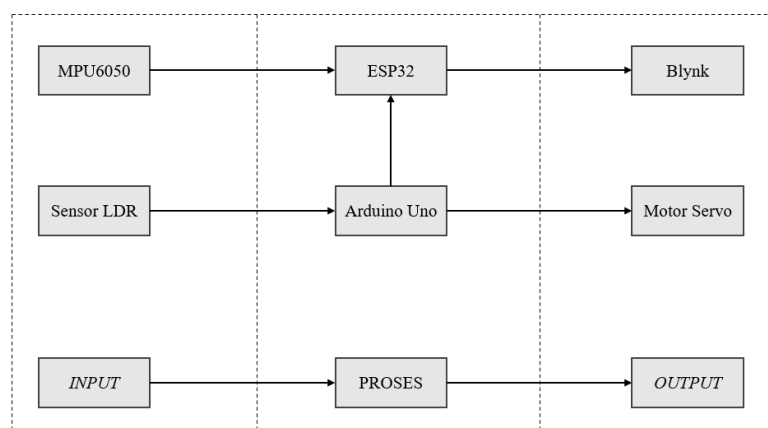 MPU6050
ESP32
Blynk
Sensor LDR
Arduino Uno
Motor Servo
INPUT
PROSES
OUTPUT